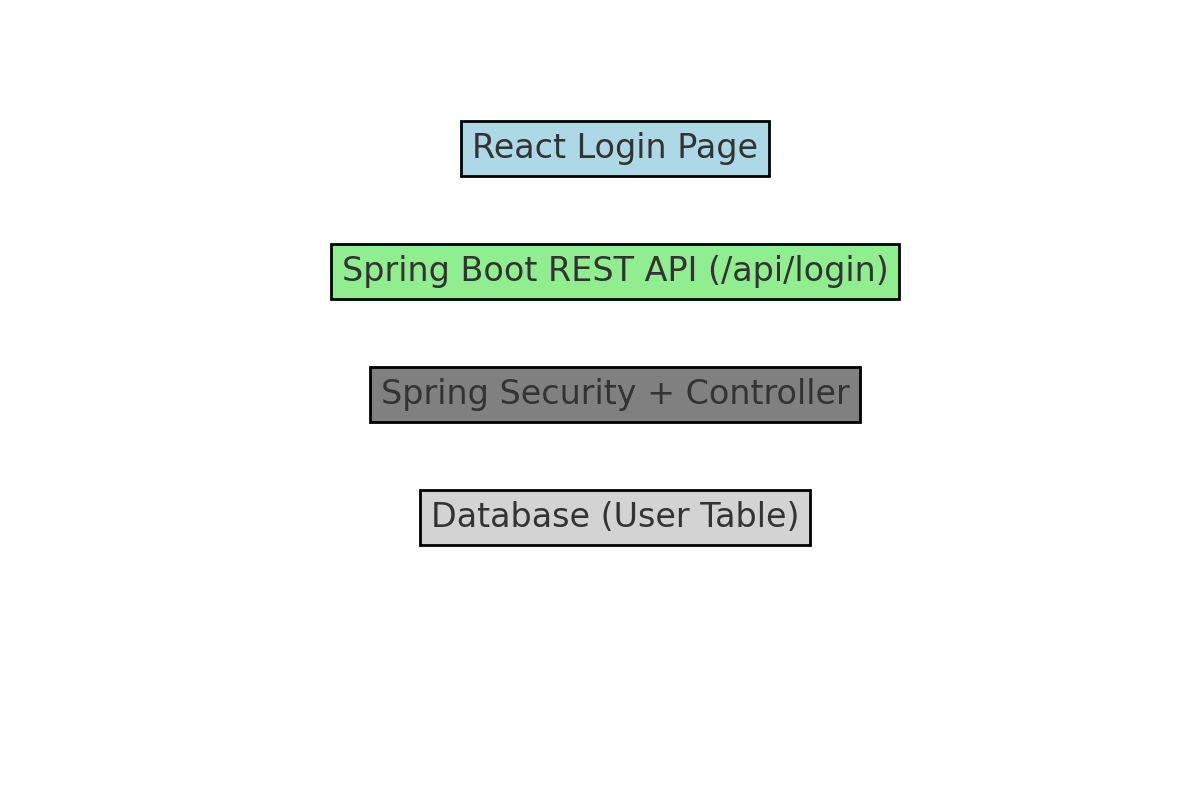 React Login Page
Spring Boot REST API (/api/login)
Spring Security + Controller
Database (User Table)